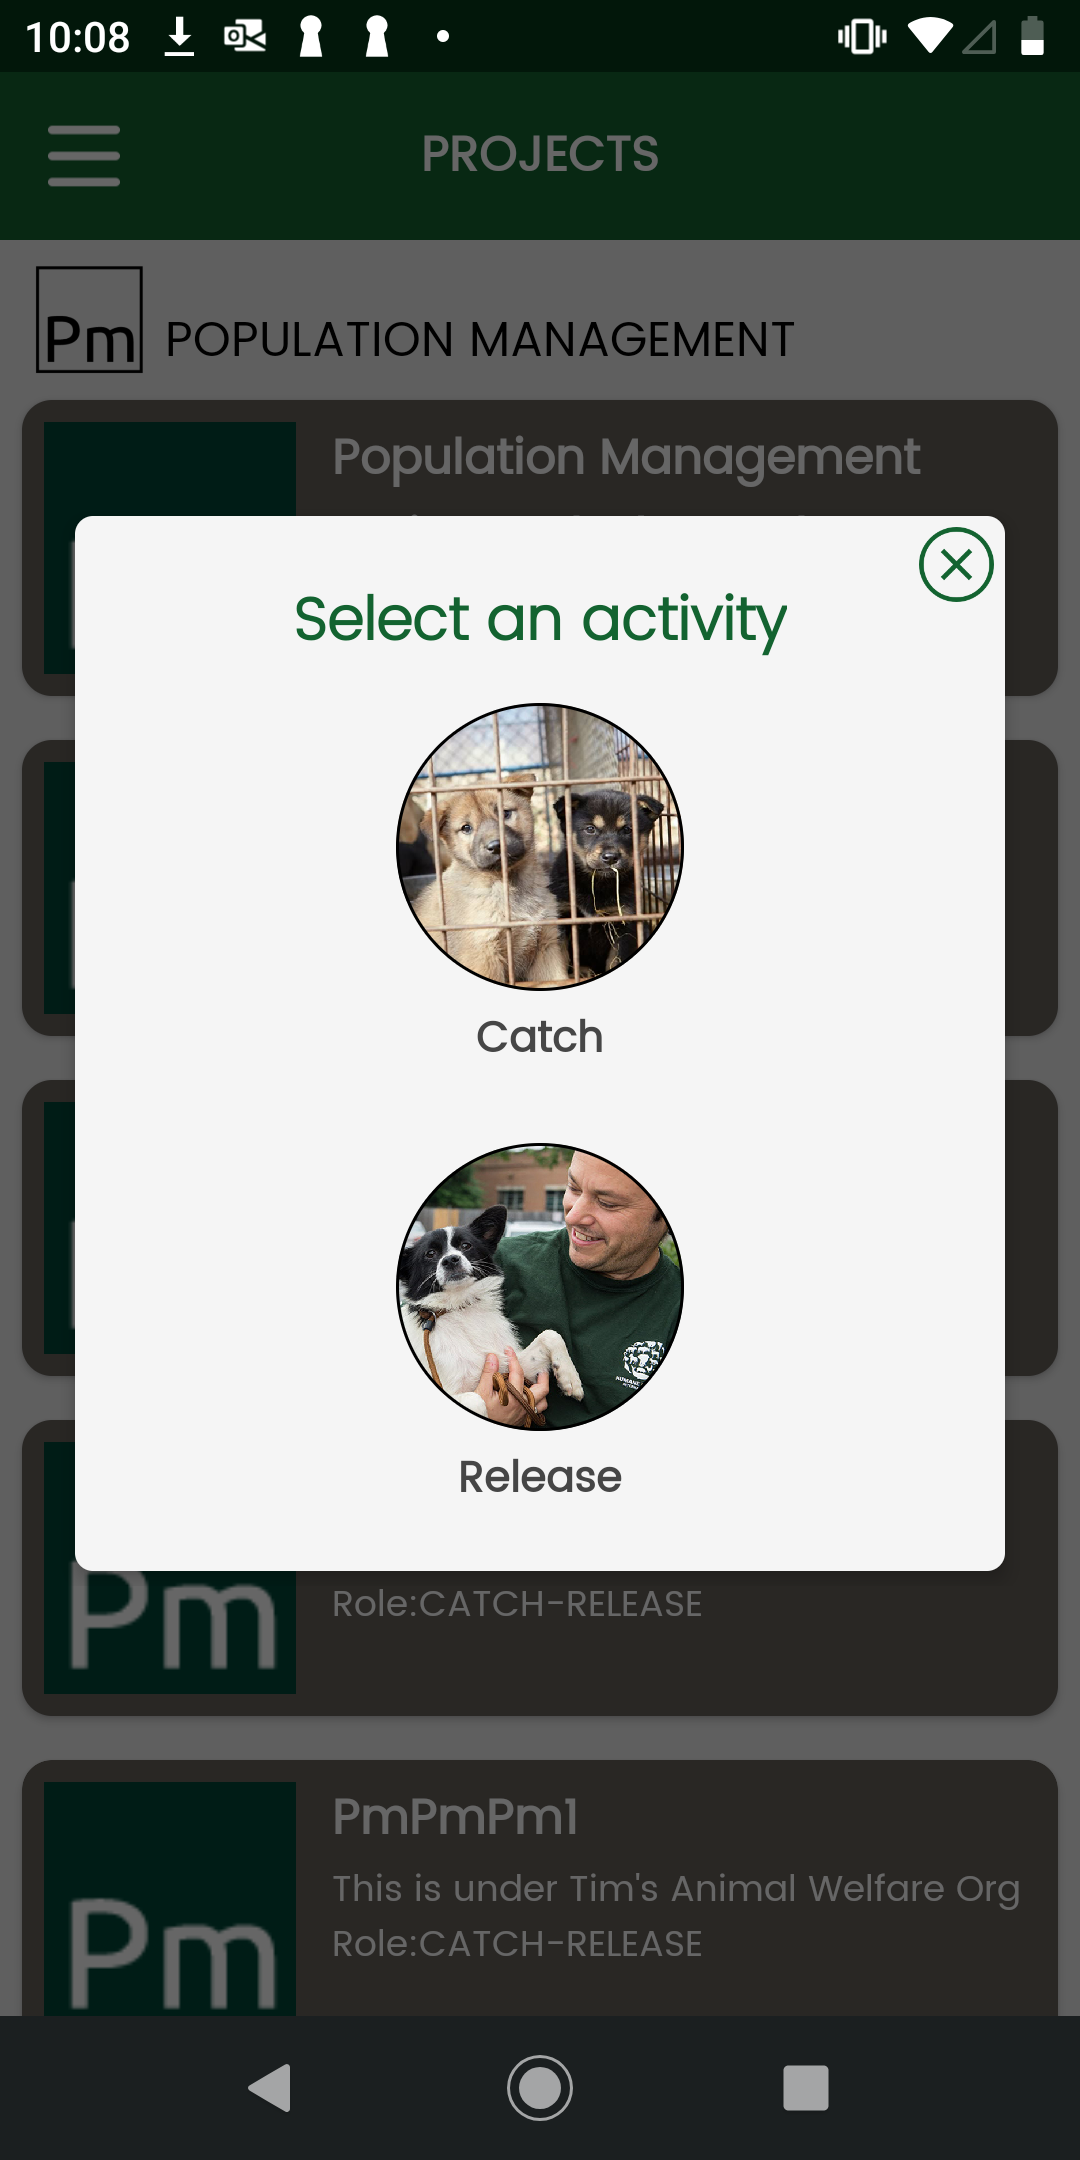 10:08
PROJECTS
Pm POPULATION MANAGEMENT
Population Management
Select an activity
Catch
Release
Pm
Role:CATCH-RELEASE
PmPmPm1
This is under Tim's Animal Welfare Org
Role:CATCH-RELEASE
Pm